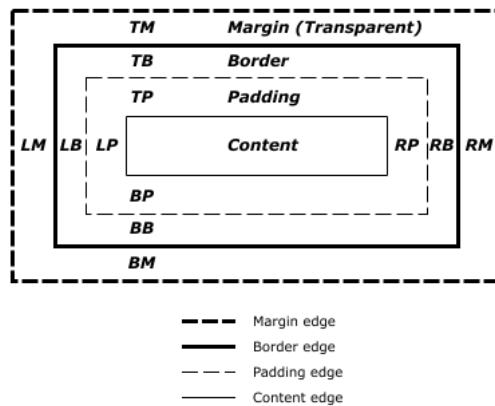 TM Margin (Transparent)
TB Border
TP Padding
LM LB LP Content RP RB RM
BP
BB
BM
Margin edge
Border edge
Padding edge
Content edge